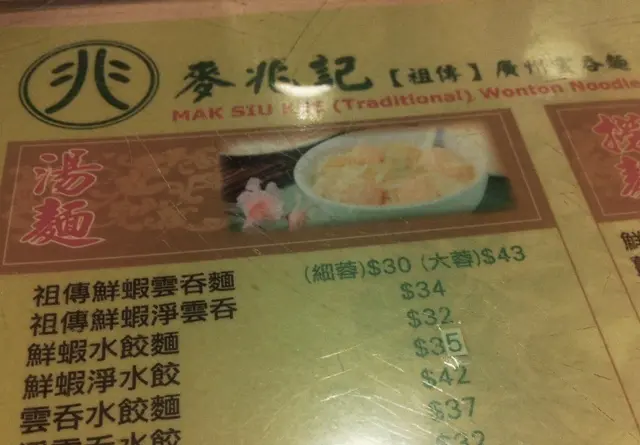 兆 麥兆記【祖傳】廣州雲吞麵
MAK SIU KEE (Traditional) Wonton Noodle
湯麵
祖傳鮮蝦雲吞麵 (細蓉)$30 (大蓉)$43
祖傳鮮蝦淨雲吞 $34
鮮蝦水餃麵 $32
鮮蝦淨水餃 $35
雲吞水餃麵 $42
$37
鮮